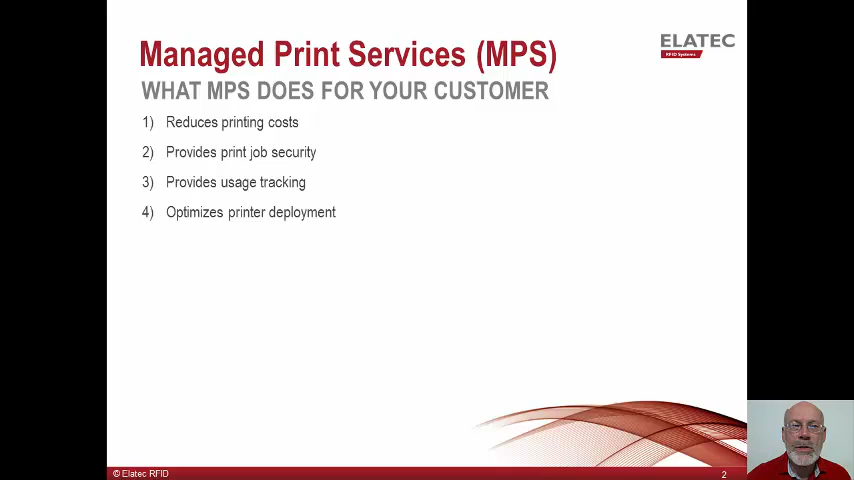 Managed Print Services (MPS)
ELATEC
RFID Systems
WHAT MPS DOES FOR YOUR CUSTOMER
1) Reduces printing costs
2) Provides print job security
3) Provides usage tracking
4) Optimizes printer deployment
© Elatec RFID
2